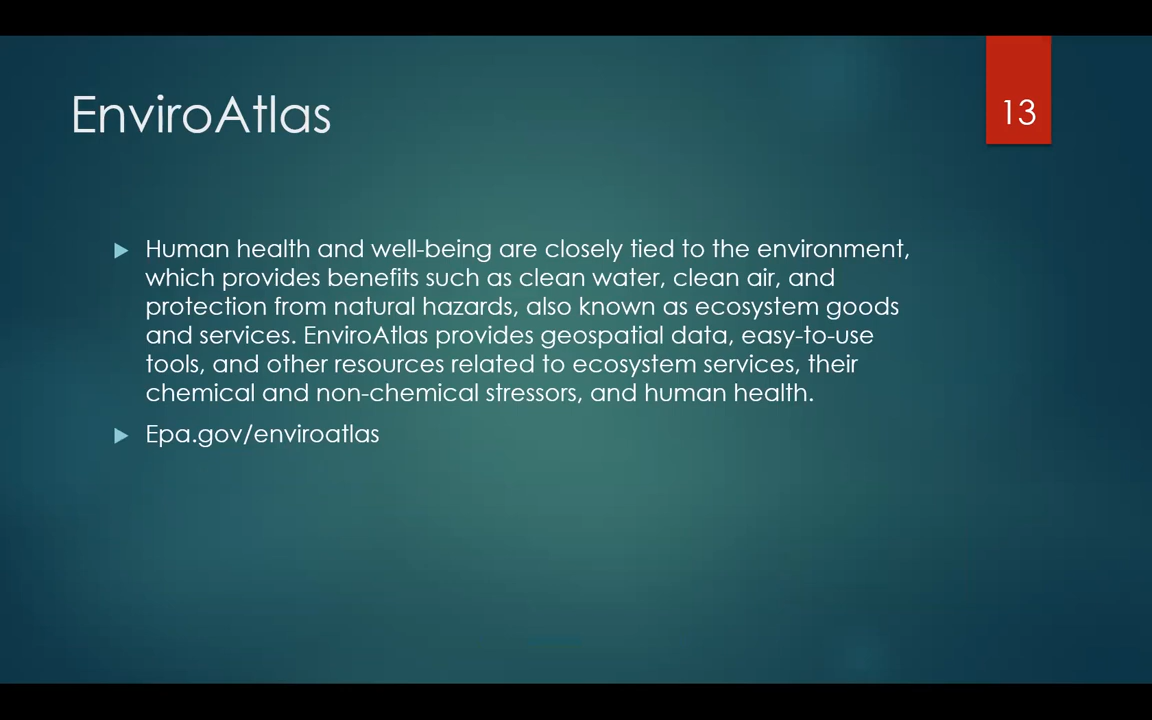 EnviroAtlas
13
Human health and well-being are closely tied to the environment,
which provides benefits such as clean water, clean air, and
protection from natural hazards, also known as ecosystem goods
and services. EnviroAtlas provides geospatial data, easy-to-use
tools, and other resources related to ecosystem services, their
chemical and non-chemical stressors, and human health.
Epa.gov/enviroatlas